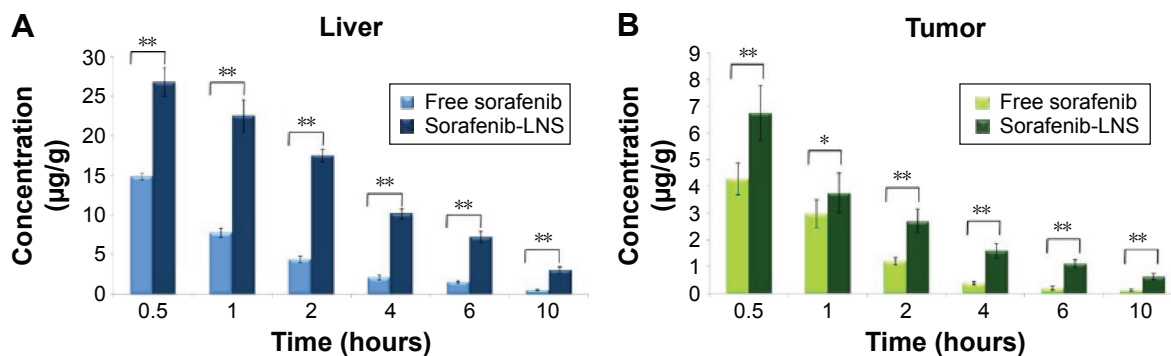 A
Liver
Concentration
(µg/g)
30
25
20
15
10
5
0
**
**
**
**
**
**
Free sorafenib
Sorafenib-LNS
0.5 1 2 4 6 10
Time (hours)
B
Tumor
Concentration
(µg/g)
9
8
7
6
5
4
3
2
1
0
**
*
**
**
**
**
Free sorafenib
Sorafenib-LNS
0.5 1 2 4 6 10
Time (hours)